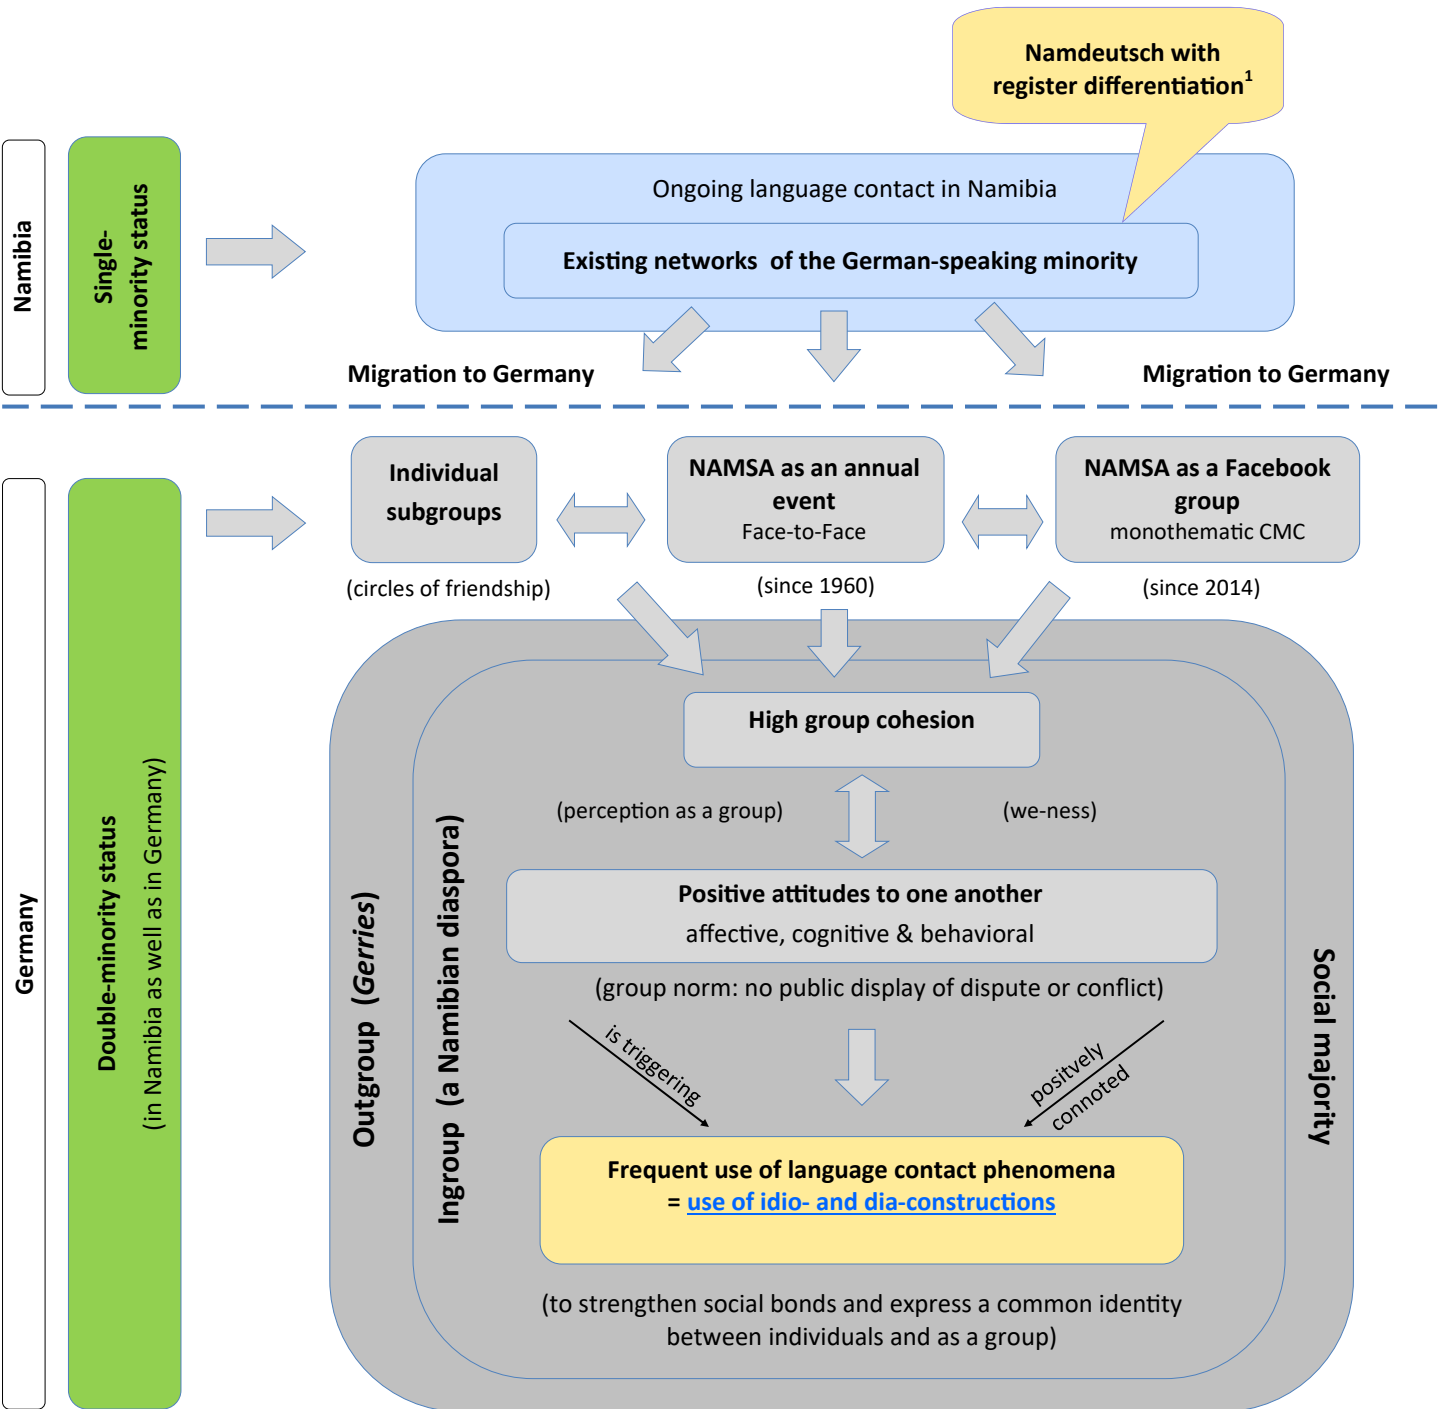 Namdeutsch with
register differentiation¹
Namibia
Single-
minority status
Ongoing language contact in Namibia
Existing networks of the German-speaking minority
Migration to Germany
Migration to Germany
Germany
Double-minority status
(in Namibia as well as in Germany)
Individual
subgroups
(circles of friendship)
NAMSA as an annual
event
Face-to-Face
(since 1960)
NAMSA as a Facebook
group
monothematic CMC
(since 2014)
Outgroup (Gerries)
Ingroup (a Namibian diaspora)
Social majority
High group cohesion
(perception as a group)
(we-ness)
Positive attitudes to one another
affective, cognitive & behavioral
(group norm: no public display of dispute or conflict)
is triggering
positvely
connoted
Frequent use of language contact phenomena
= use of idio- and dia-constructions
(to strengthen social bonds and express a common identity
between individuals and as a group)